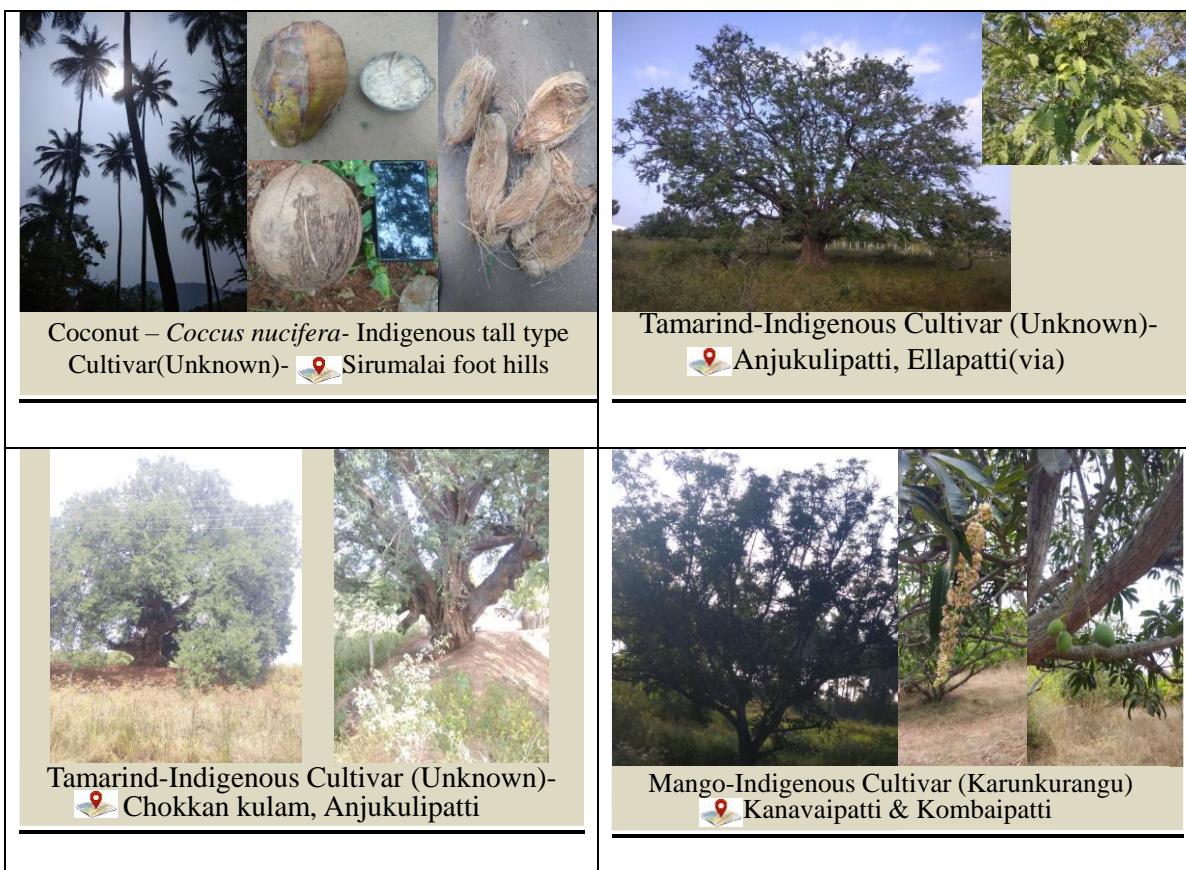 Coconut – Coccus nucifera- Indigenous tall type
Cultivar(Unknown)- Sirumalai foot hills
Tamarind-Indigenous Cultivar (Unknown)-
Anjukulipatti, Ellapatti(via)
Tamarind-Indigenous Cultivar (Unknown)-
Chokkan kulam, Anjukulipatti
Mango-Indigenous Cultivar (Karunkurangu)
Kanavaipatti & Kombaipatti